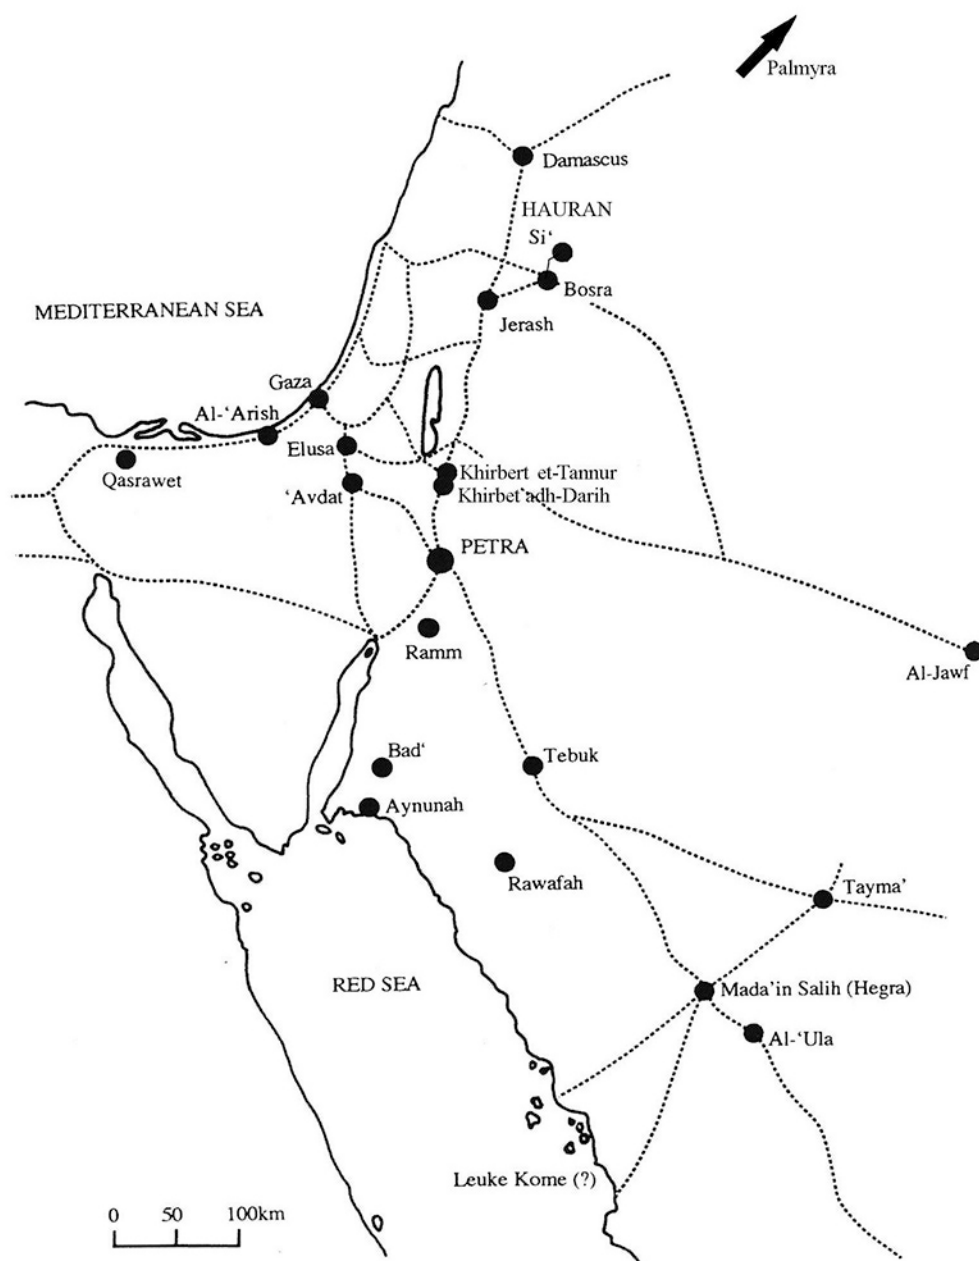 Palmyra
Damascus
HAURAN
Si‘
Bosra
MEDITERRANEAN SEA
Jerash
Gaza
Al-‘Arish
Elusa
Khirbert et-Tannur
Qasrawet
‘Avdat
Khirbet‘adh-Darih
PETRA
Ramm
Al-Jawf
Bad‘
Tebuk
Aynunah
Rawafah
Tayma’
RED SEA
Mada’in Salih (Hegra)
Al-‘Ula
Leuke Kome (?)
0 50 100km